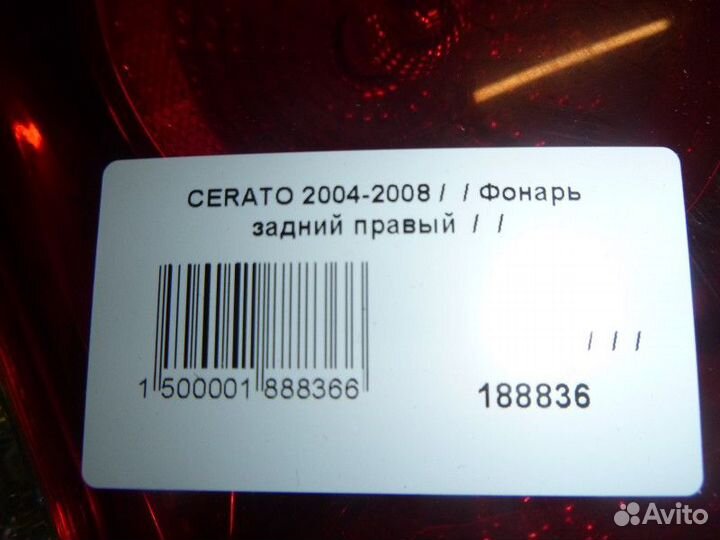 CERATO 2004-2008 / / Фонарь
задний правый / /
/ / /
1 500001 888366
188836
Avito